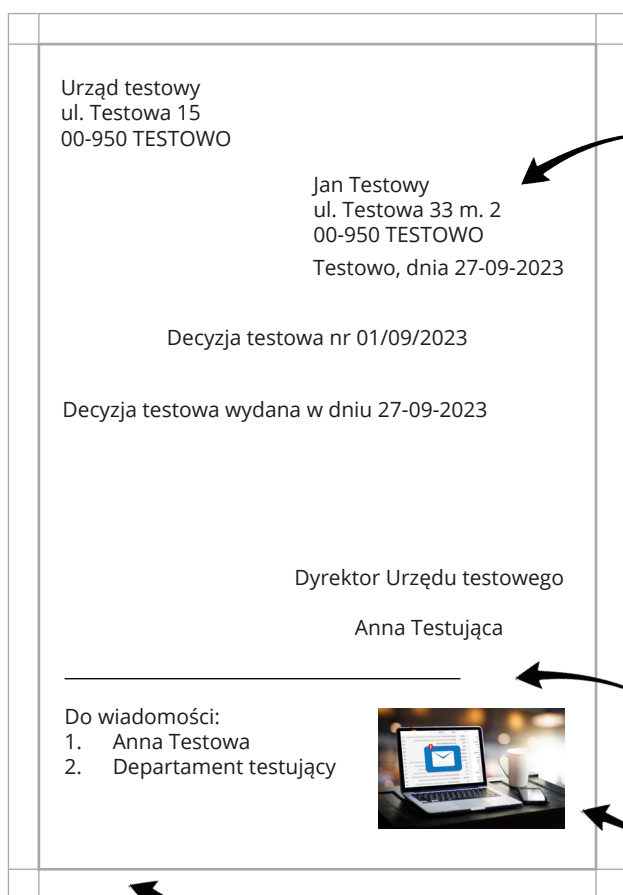 Urząd testowy
ul. Testowa 15
00-950 TESTOWO
Jan Testowy
ul. Testowa 33 m. 2
00-950 TESTOWO
Testowo, dnia 27-09-2023
Decyzja testowa nr 01/09/2023
Decyzja testowa wydana w dniu 27-09-2023
Dyrektor Urzędu testowego
Anna Testująca
Do wiadomości:
1. Anna Testowa
2. Departament testujący